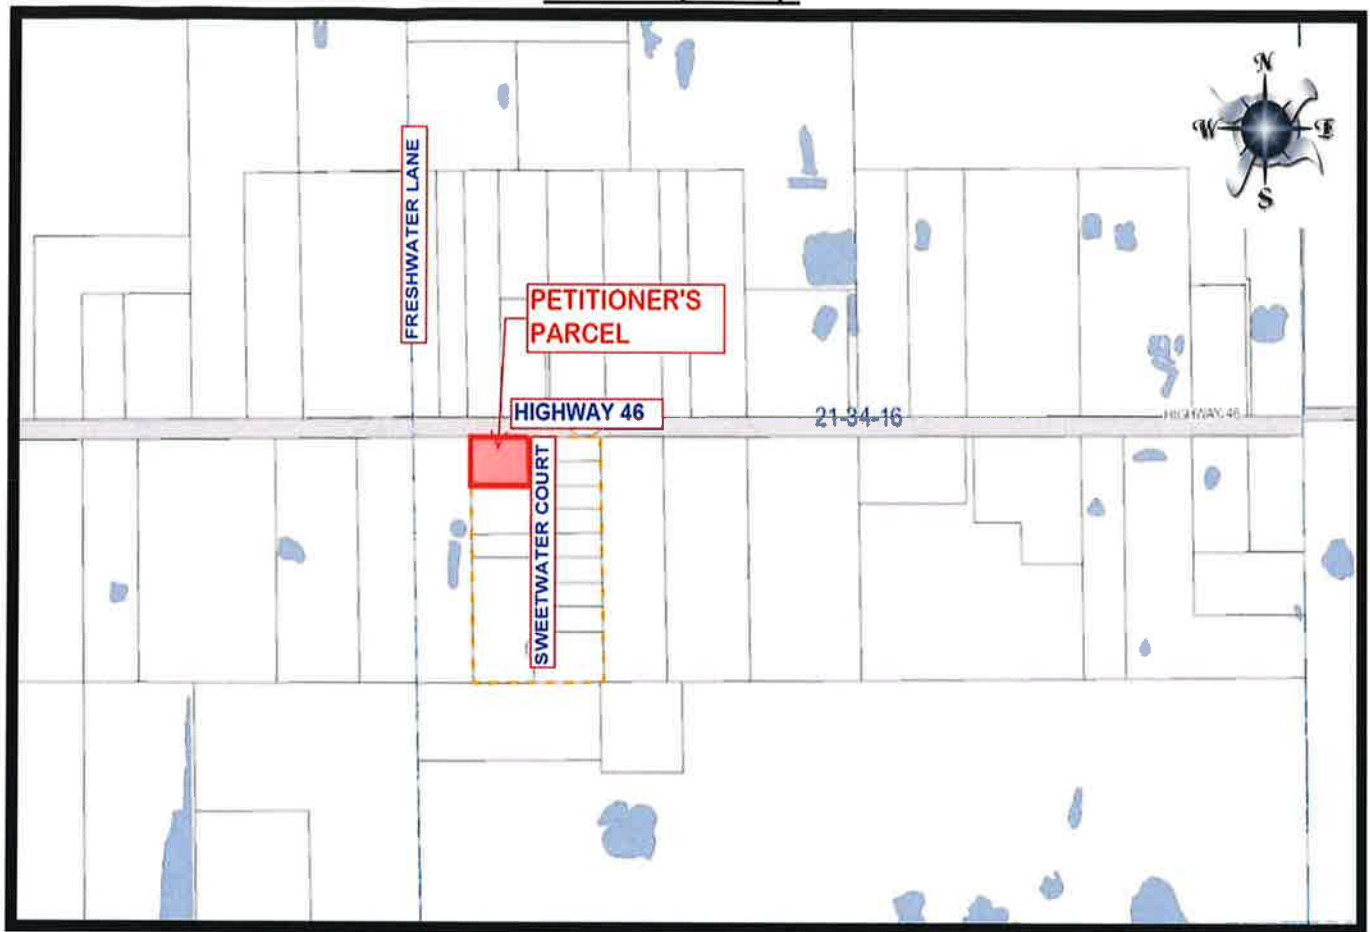 N
W E
S
FRESHWATER LANE
PETITIONER'S
PARCEL
HIGHWAY 46
21-34-16
HIGHWAY 46
SWEETWATER COURT